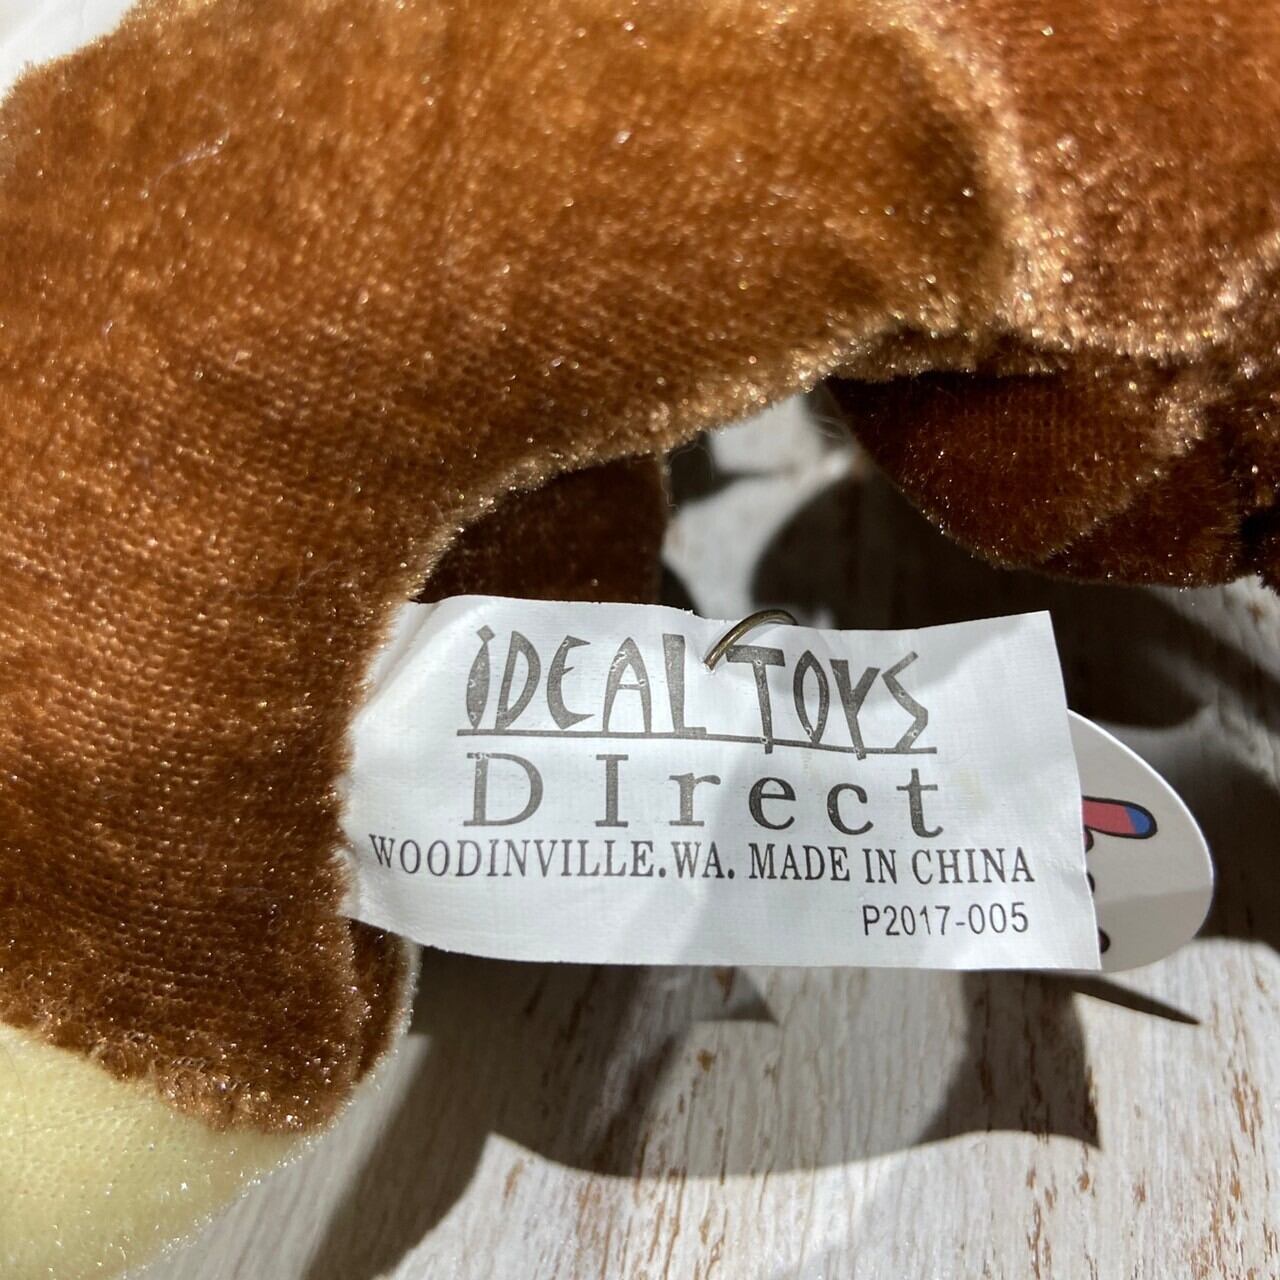 iDEAL TOYS
DIrect
WOODINVILLE.WA. MADE IN CHINA
P2017-005